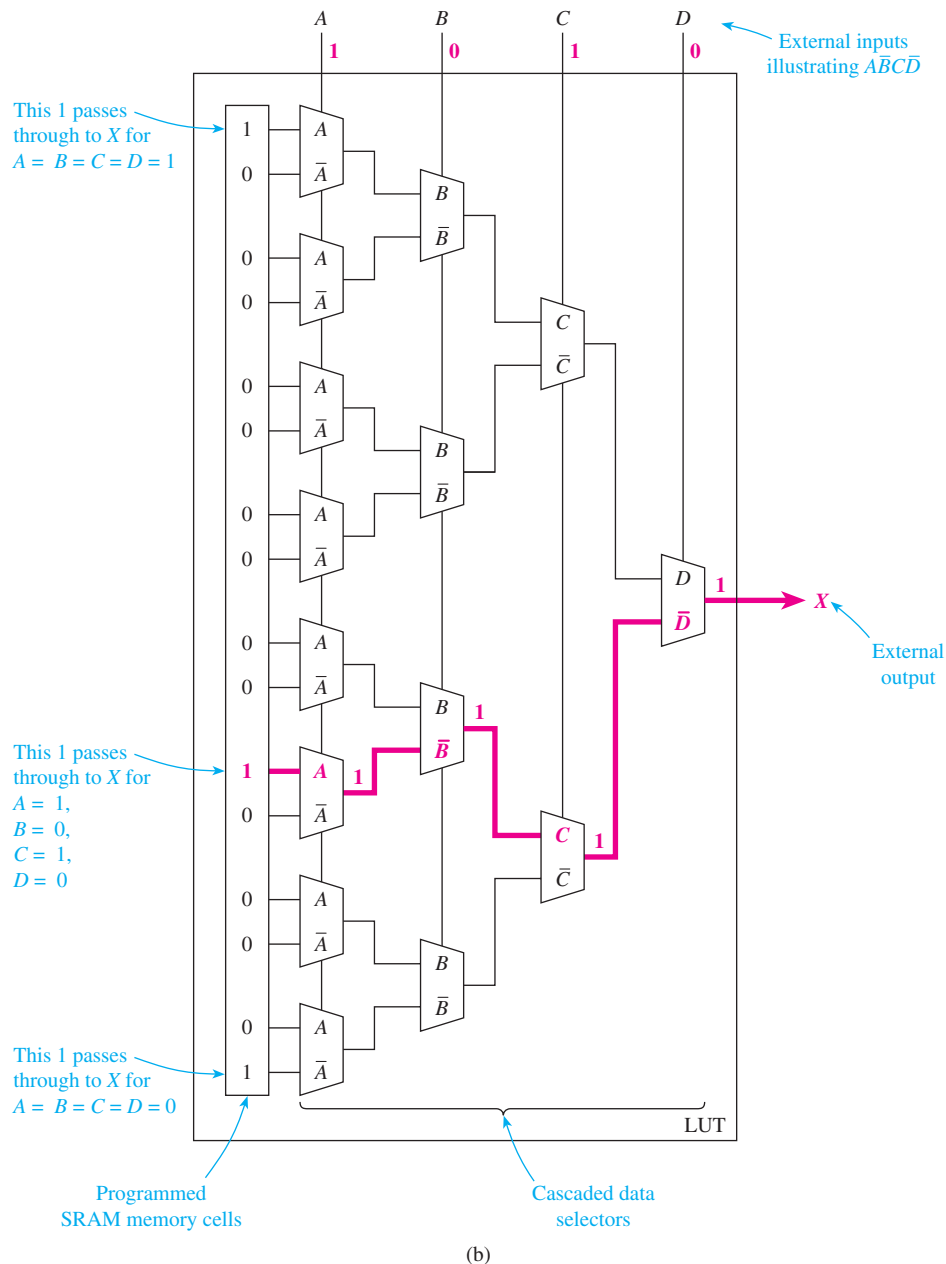 A B C D
1 0 1 0
External inputs
illustrating AB̅CD̅
This 1 passes
through to X for
A = B = C = D = 1
1 A
0 A̅
B
B̅
0 A
0 A̅
C
C̅
0 A
0 A̅
B
B̅
0 A
0 A̅
D 1
D̅
X
External
output
0 A
0 A̅
B 1
B̅
This 1 passes
through to X for
A = 1,
B = 0,
C = 1,
D = 0
1 A 1
0 A̅
C 1
C̅
0 A
0 A̅
B
B̅
0 A
1 A̅
This 1 passes
through to X for
A = B = C = D = 0
LUT
Programmed
SRAM memory cells
Cascaded data
selectors
(b)